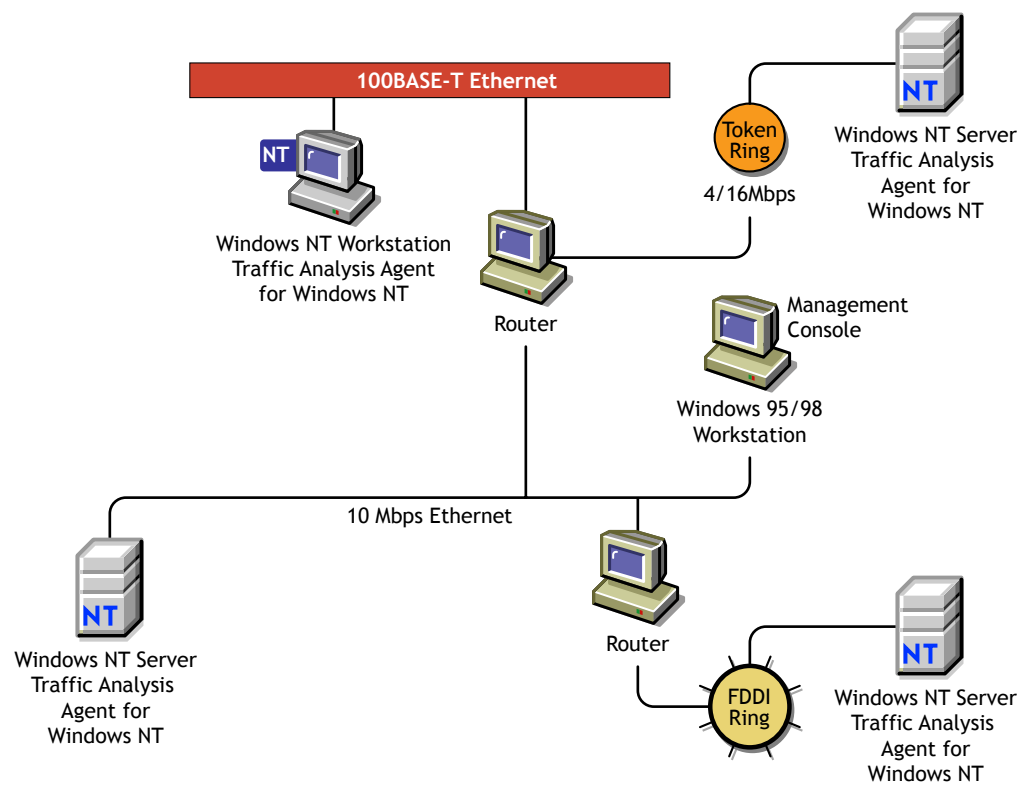 100BASE-T Ethernet
NT
Windows NT Workstation
Traffic Analysis Agent
for Windows NT
Router
Token
Ring
4/16Mbps
NT
Windows NT Server
Traffic Analysis
Agent for
Windows NT
Management
Console
Windows 95/98
Workstation
10 Mbps Ethernet
NT
Windows NT Server
Traffic Analysis
Agent for
Windows NT
Router
FDDI
Ring
NT
Windows NT Server
Traffic Analysis
Agent for
Windows NT